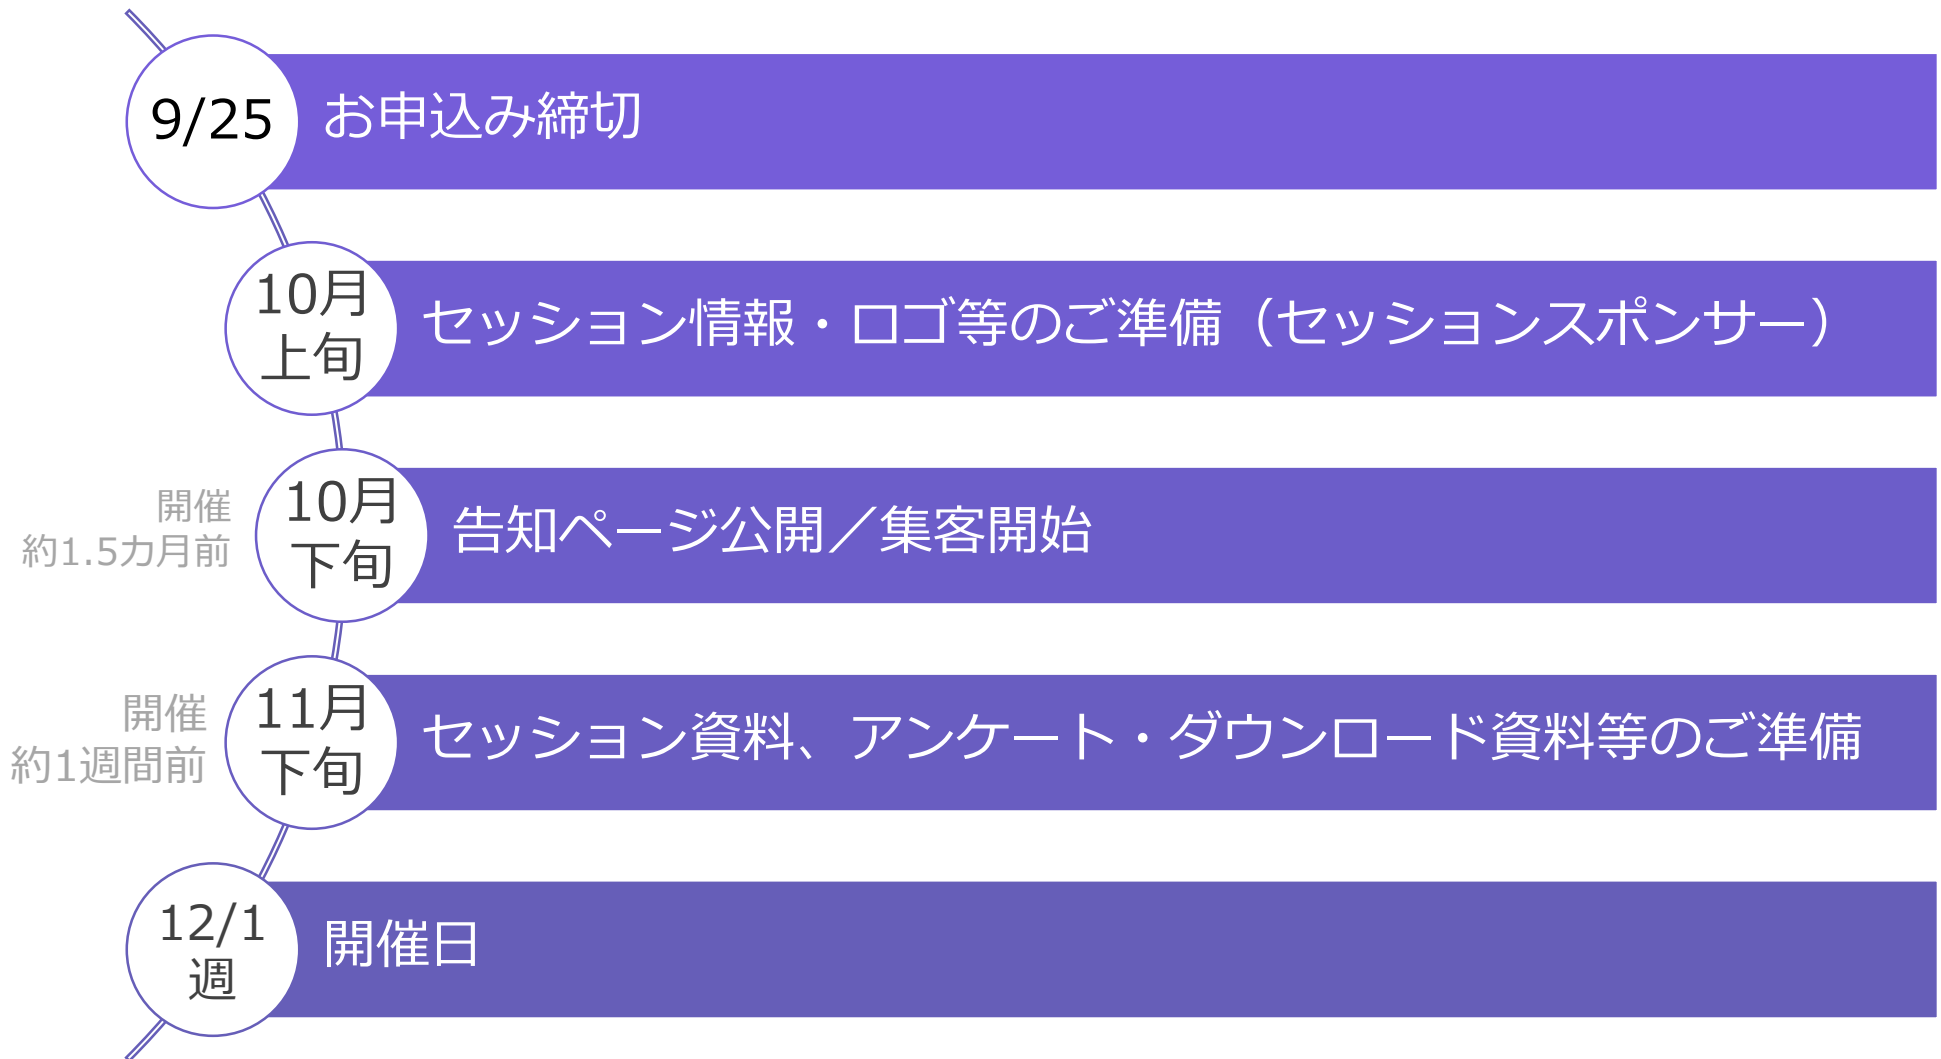 9/25
お申込み締切
10月
上旬
セッション情報・ロゴ等のご準備（セッションスポンサー）
開催
約1.5カ月前
10月
下旬
告知ページ公開／集客開始
開催
約1週間前
11月
下旬
セッション資料、アンケート・ダウンロード資料等のご準備
12/1
週
開催日